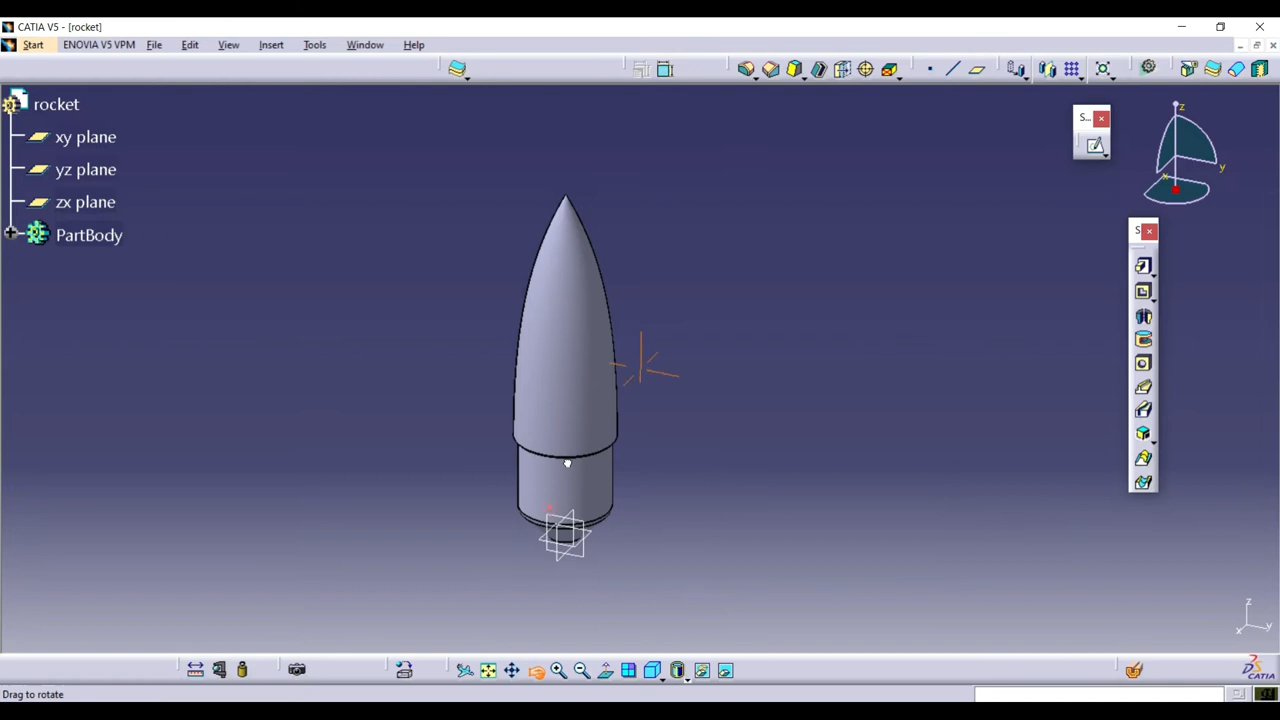 CATIA V5 - [rocket]
Start ENOVIA V5 VPM File Edit View Insert Tools Window Help
rocket
xy plane
yz plane
zx plane
PartBody
S...
z
y
x
S
z
x
y
DS
CATIA
Drag to rotate